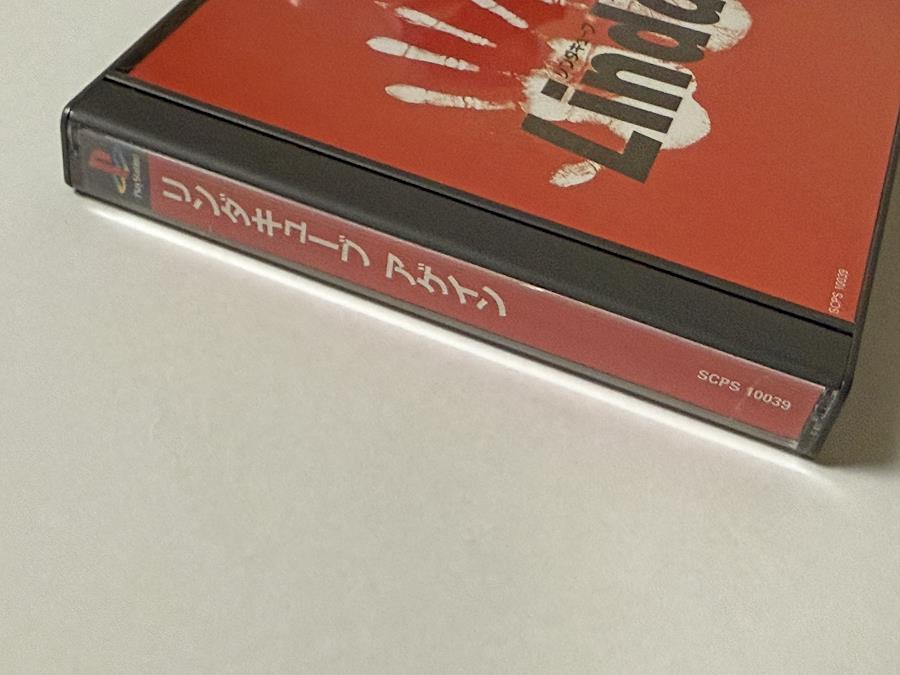 Linda
リンダキューブ
SCPS 10039
PlayStation
リンダキューブ アゲイン
SCPS 10039